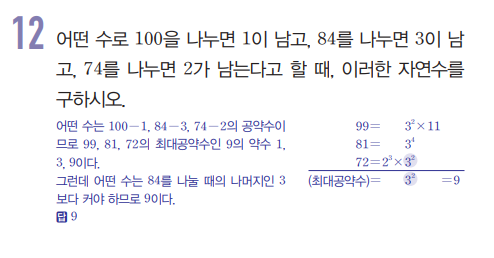 12 어떤 수로 100을 나누면 1이 남고, 84를 나누면 3이 남
고, 74를 나누면 2가 남는다고 할 때, 이러한 자연수를
구하시오.
어떤 수는 100-1, 84-3, 74-2의 공약수이
므로 99, 81, 72의 최대공약수인 9의 약수 1,
3, 9이다.
그런데 어떤 수는 84를 나눌 때의 나머지인 3
보다 커야 하므로 9이다.
답 9
99= 3²×11
81= 3⁴
72=2³×3²
(최대공약수)= 3² =9